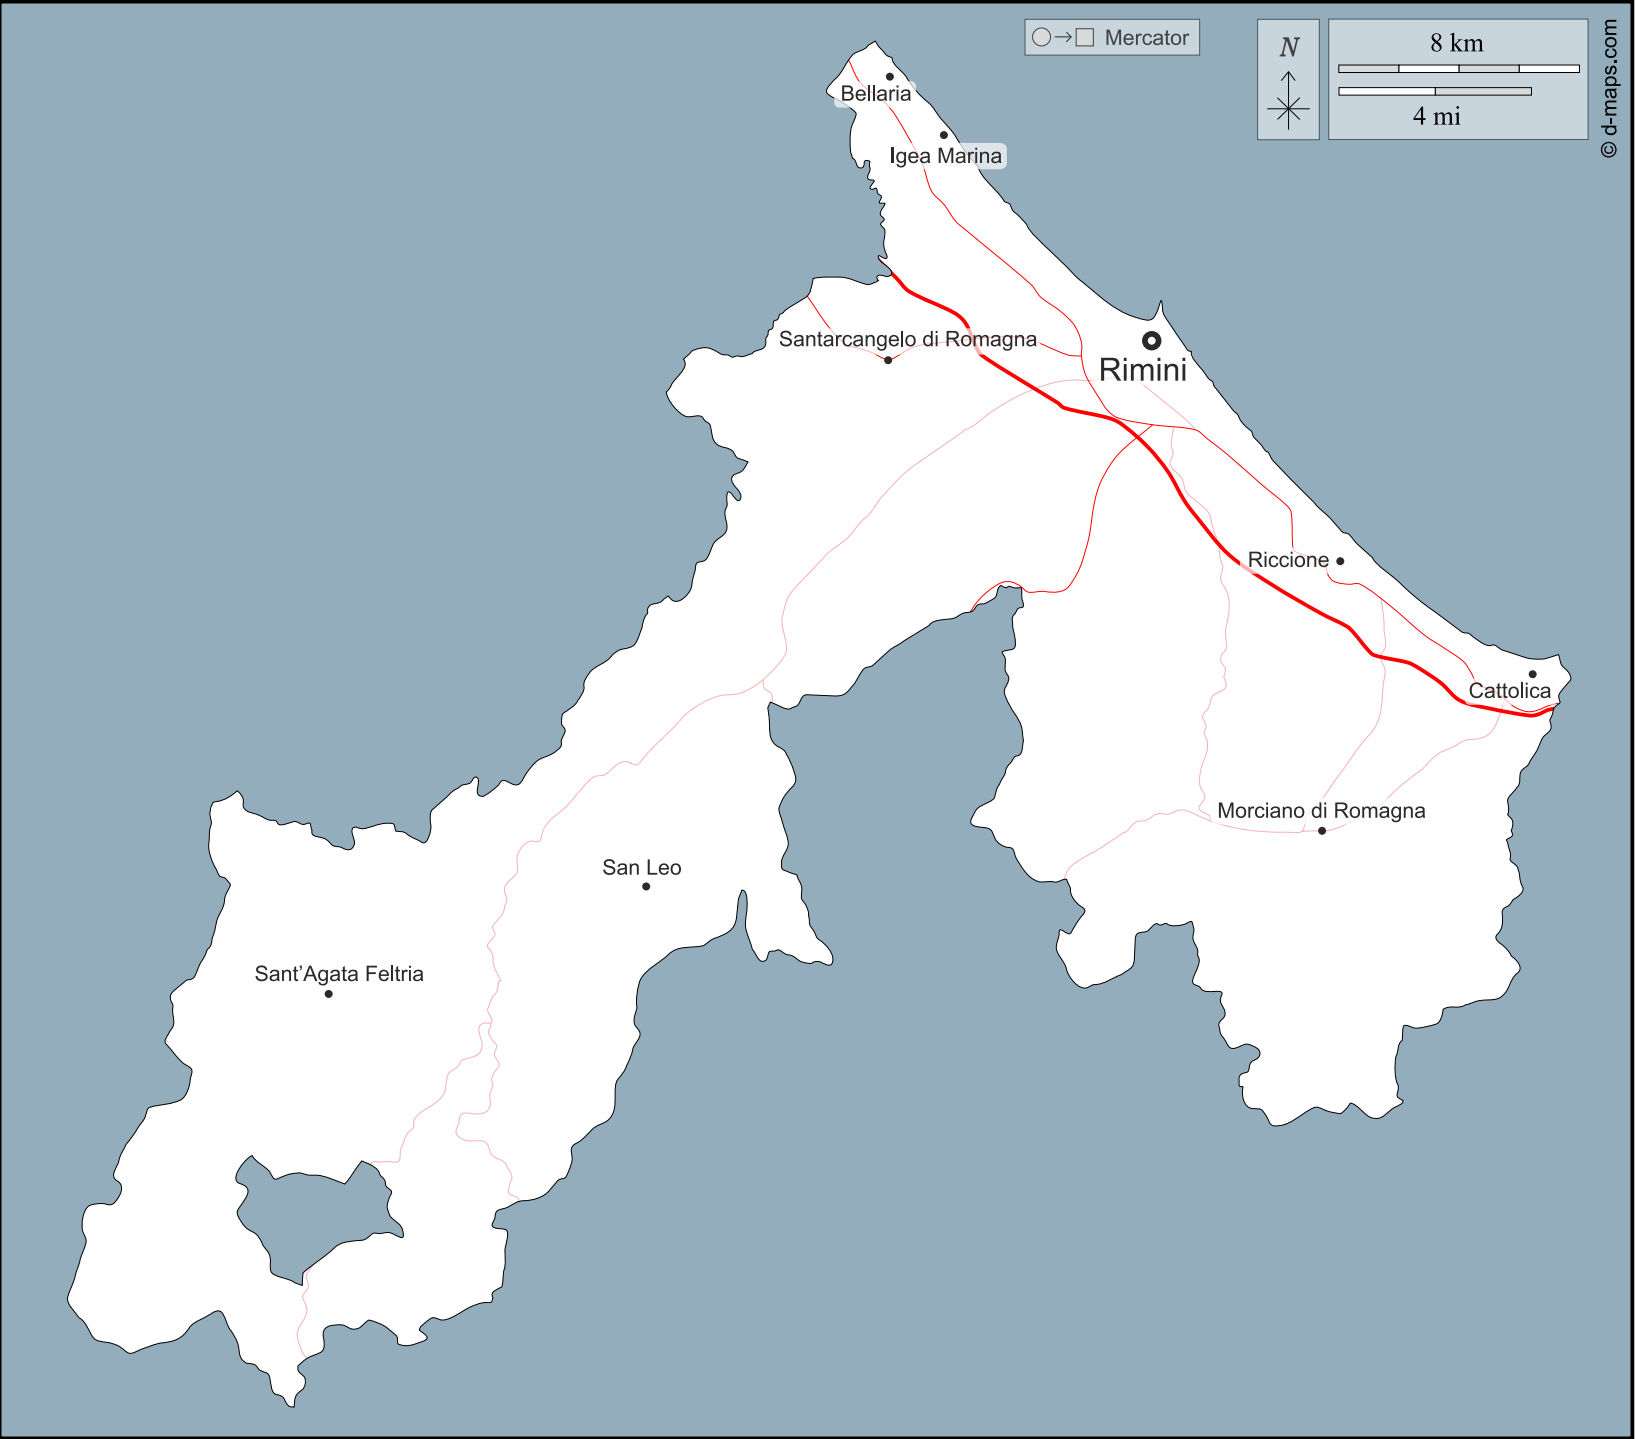 Mercator
N
8 km
4 mi
© d-maps.com
Bellaria
Igea Marina
Santarcangelo di Romagna
Rimini
Riccione
Cattolica
Morciano di Romagna
San Leo
Sant'Agata Feltria